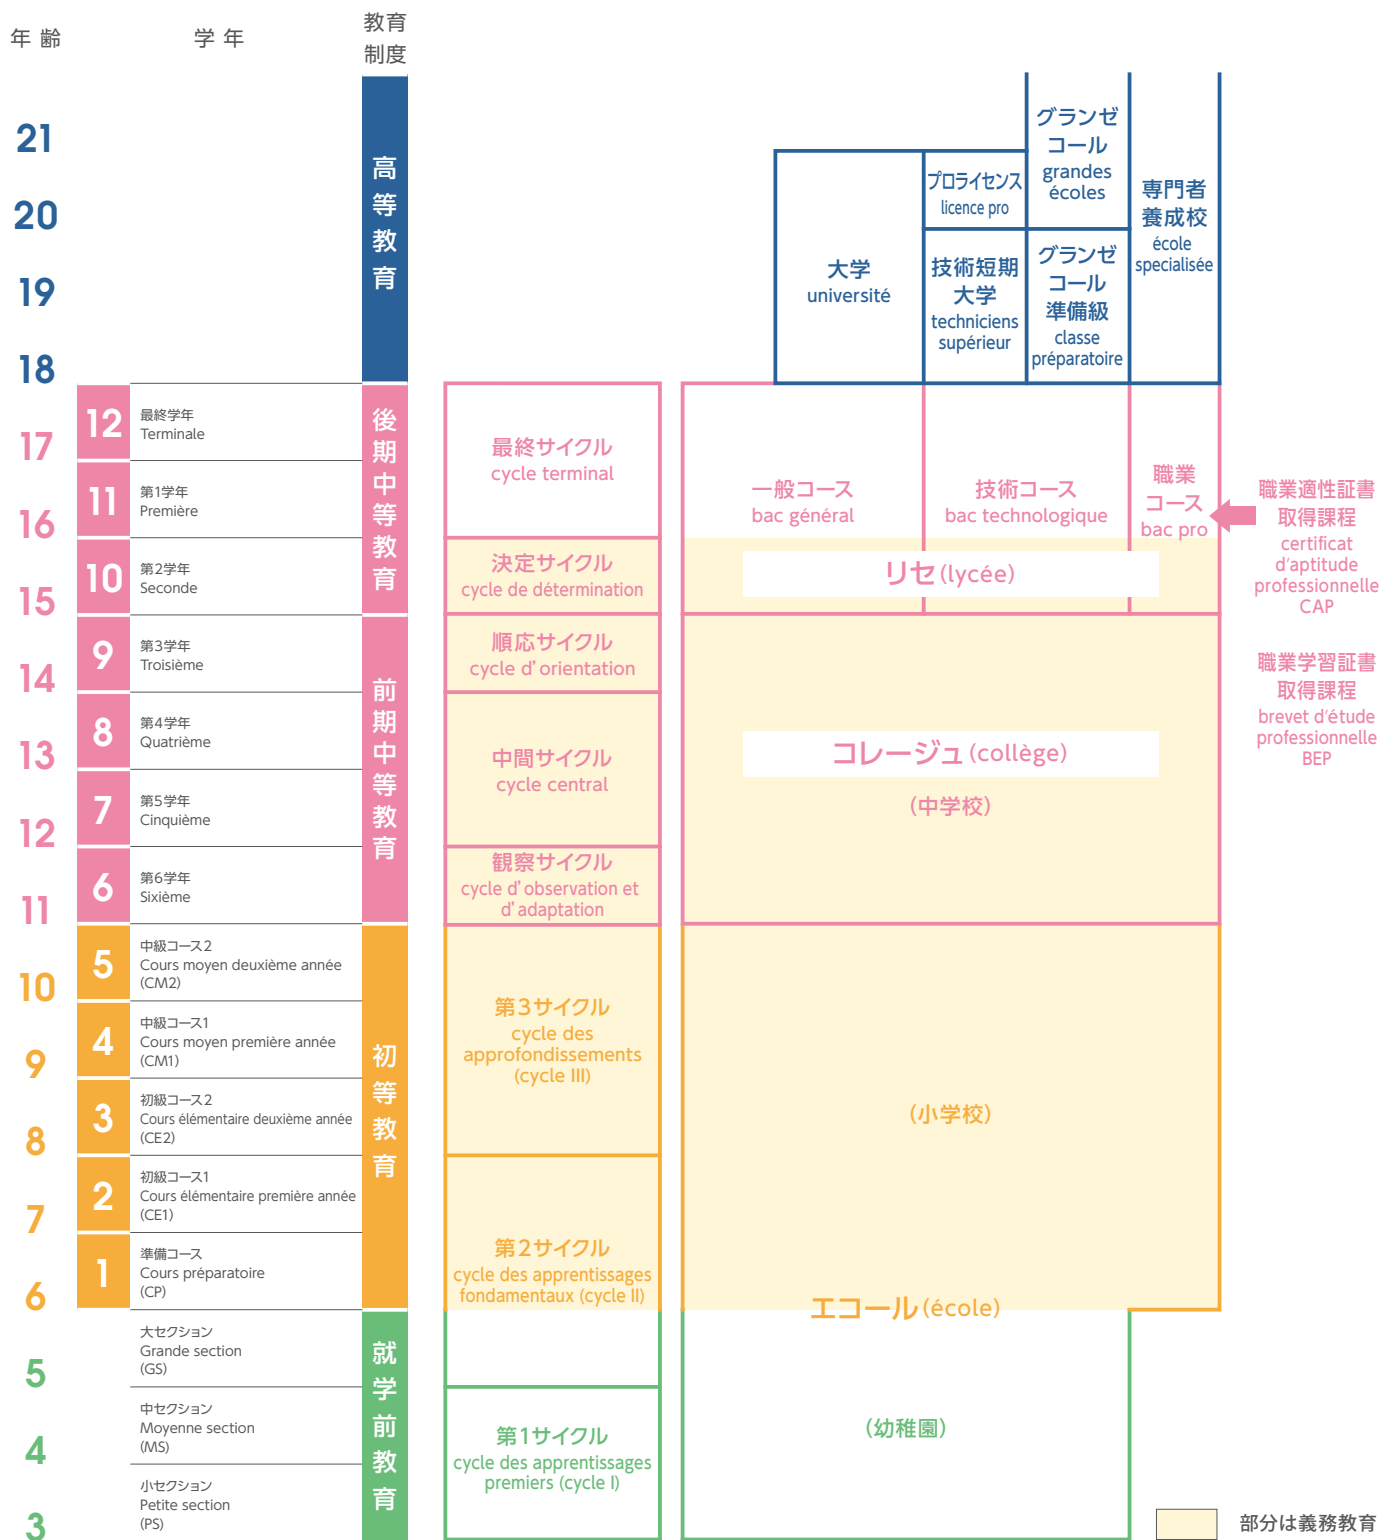 年 齢
学 年
教育
制度
21
20
19
18
17
16
15
14
13
12
11
10
9
8
7
6
5
4
3
12
最終学年
Terminale
11
第1学年
Première
10
第2学年
Seconde
9
第3学年
Troisième
8
第4学年
Quatrième
7
第5学年
Cinquième
6
第6学年
Sixième
5
中級コース2
Cours moyen deuxième année
(CM2)
4
中級コース1
Cours moyen première année
(CM1)
3
初級コース2
Cours élémentaire deuxième année
(CE2)
2
初級コース1
Cours élémentaire première année
(CE1)
1
準備コース
Cours préparatoire
(CP)
大セクション
Grande section
(GS)
中セクション
Moyenne section
(MS)
小セクション
Petite section
(PS)
高等教育
後期中等教育
前期中等教育
初等教育
就学前教育
最終サイクル
cycle terminal
決定サイクル
cycle de détermination
順応サイクル
cycle d'orientation
中間サイクル
cycle central
観察サイクル
cycle d'observation et
d'adaptation
第3サイクル
cycle des
approfondissements
(cycle III)
第2サイクル
cycle des apprentissages
fondamentaux (cycle II)
第1サイクル
cycle des apprentissages
premiers (cycle I)
大学
université
プロライセンス
licence pro
技術短期
大学
techniciens
supérieur
グランゼ
コール
grandes
écoles
グランゼ
コール
準備級
classe
préparatoire
専門者
養成校
école
specialisée
一般コース
bac général
技術コース
bac technologique
職業
コース
bac pro
リセ(lycée)
コレージュ(collège)
(中学校)
(小学校)
エコール(école)
(幼稚園)
職業適性証書
取得課程
certificat
d'aptitude
professionnelle
CAP
職業学習証書
取得課程
brevet d'étude
professionnelle
BEP
部分は義務教育